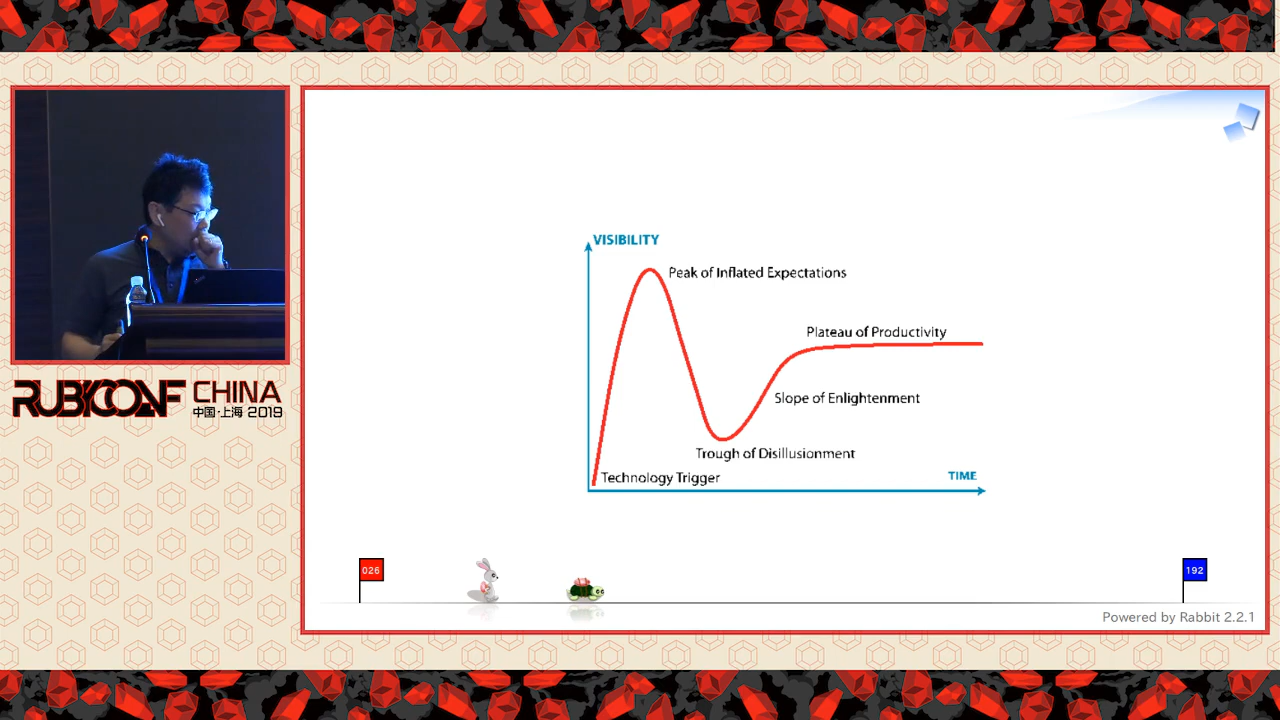 RUBYCONF CHINA
中国·上海 2019
VISIBILITY
Peak of Inflated Expectations
Plateau of Productivity
Slope of Enlightenment
Trough of Disillusionment
Technology Trigger
TIME
026
192
Powered by Rabbit 2.2.1